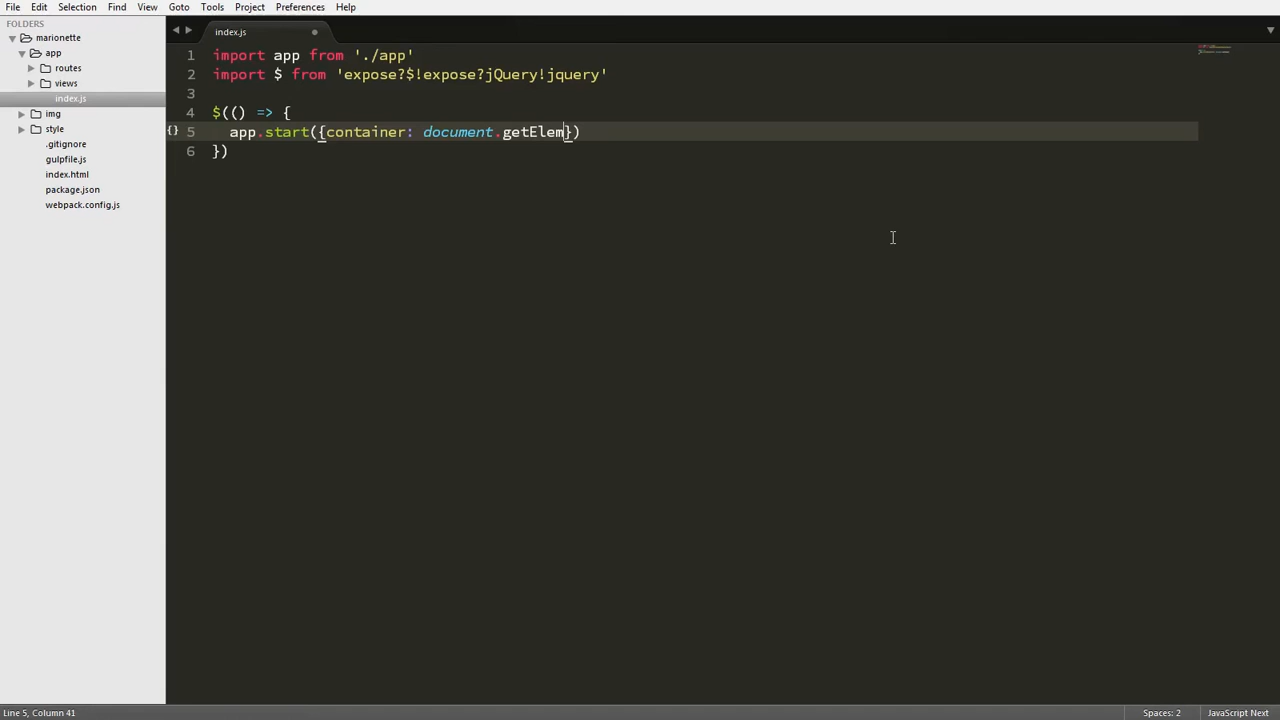 File Edit Selection Find View Goto Tools Project Preferences Help
FOLDERS
marionette
app
routes
views
index.js
img
style
.gitignore
gulpfile.js
index.html
package.json
webpack.config.js
index.js
1 import app from './app'
2 import $ from 'expose?$!expose?jQuery!jquery'
3
4 $(() => {
{} 5 app.start({container: document.getElem})
6 })
Line 5, Column 41
Spaces: 2
JavaScript Next